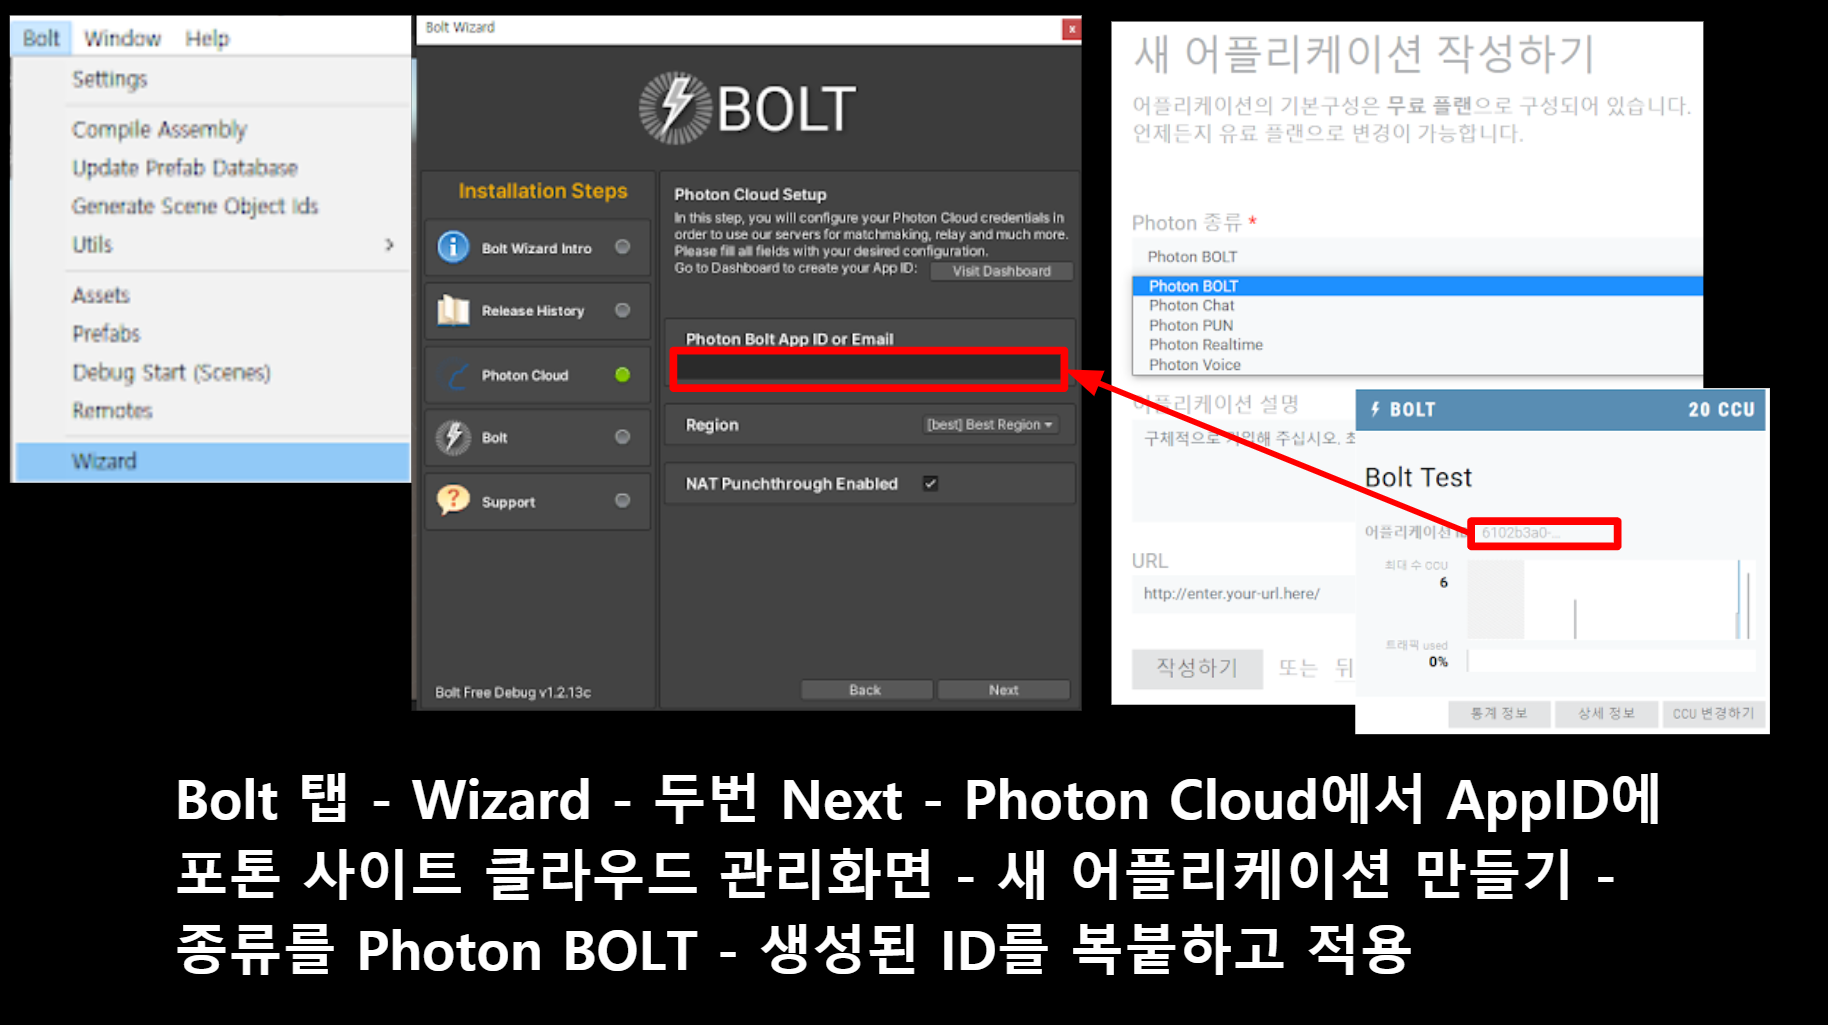 Bolt Window Help
Settings
Compile Assembly
Update Prefab Database
Generate Scene Object Ids
Utils
Assets
Prefabs
Debug Start (Scenes)
Remotes
Wizard
Bolt Wizard
BOLT
Installation Steps
Bolt Wizard Intro
Release History
Photon Cloud
Bolt
Support
Bolt Free Debug v1.2.13c
Photon Cloud Setup
In this step, you will configure your Photon Cloud credentials in
order to use our servers for matchmaking, relay and much more.
Please fill all fields with your desired configuration.
Go to Dashboard to create your App ID: Visit Dashboard
Photon Bolt App ID or Email
Region [best] Best Region
NAT Punchthrough Enabled
Back Next
새 어플리케이션 작성하기
어플리케이션의 기본구성은 무료 플랜으로 구성되어 있습니다.
언제든지 유료 플랜으로 변경이 가능합니다.
Photon 종류 *
Photon BOLT
Photon BOLT
Photon Chat
Photon PUN
Photon Realtime
Photon Voice
어플리케이션 설명
구체적으로 기입해 주십시오.
URL
http://enter.your-url.here/
작성하기 또는 뒤
BOLT 20 CCU
Bolt Test
어플리케이션 6102b3a0-...
최대 수 CCU
6
트래픽 used
0%
통계 정보 상세 정보 CCU 변경하기
Bolt 탭 - Wizard - 두번 Next - Photon Cloud에서 AppID에
포톤 사이트 클라우드 관리화면 - 새 어플리케이션 만들기 -
종류를 Photon BOLT - 생성된 ID를 복붙하고 적용